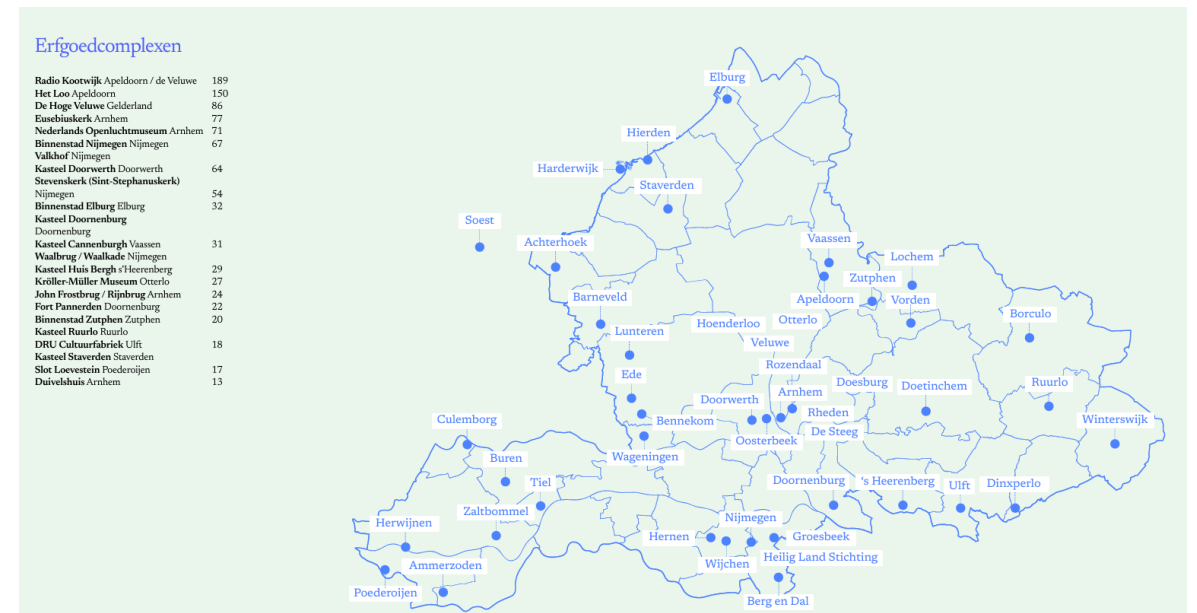 Erfgoedcomplexen
Radio Kootwijk Apeldoorn / de Veluwe 189
Het Loo Apeldoorn 150
De Hoge Veluwe Gelderland 86
Eusebiuskerk Arnhem 77
Nederlands Openluchtmuseum Arnhem 71
Binnenstad Nijmegen Nijmegen 67
Valkhof Nijmegen
Kasteel Doorwerth Doorwerth 64
Stevenskerk (Sint-Stephanuskerk)
Nijmegen 54
Binnenstad Elburg Elburg 32
Kasteel Doornenburg
Doornenburg
Kasteel Cannenburgh Vaassen 31
Waalbrug / Waalkade Nijmegen
Kasteel Huis Bergh s'Heerenberg 29
Kröller-Müller Museum Otterlo 27
John Frostbrug / Rijnbrug Arnhem 24
Fort Pannerden Doornenburg 22
Binnenstad Zutphen Zutphen 20
Kasteel Ruurlo Ruurlo
DRU Cultuurfabriek Ulft 18
Kasteel Staverden Staverden
Slot Loevestein Poederoijen 17
Duivelshuis Arnhem 13
Elburg
Hierden
Harderwijk
Staverden
Soest
Achterhoek
Vaassen
Lochem
Zutphen
Apeldoorn
Vorden
Barneveld
Hoenderloo
Otterlo
Borculo
Lunteren
Veluwe
Rozendaal
Ede
Doesburg
Doetinchem
Ruurlo
Arnhem
Doorwerth
Rheden
Culemborg
Bennekom
De Steeg
Winterswijk
Oosterbeek
Buren
Wageningen
Tiel
Doornenburg
's Heerenberg
Ulft
Dinxperlo
Zaltbommel
Herwijnen
Nijmegen
Hernen
Groesbeek
Heilig Land Stichting
Wijchen
Ammerzoden
Poederoijen
Berg en Dal